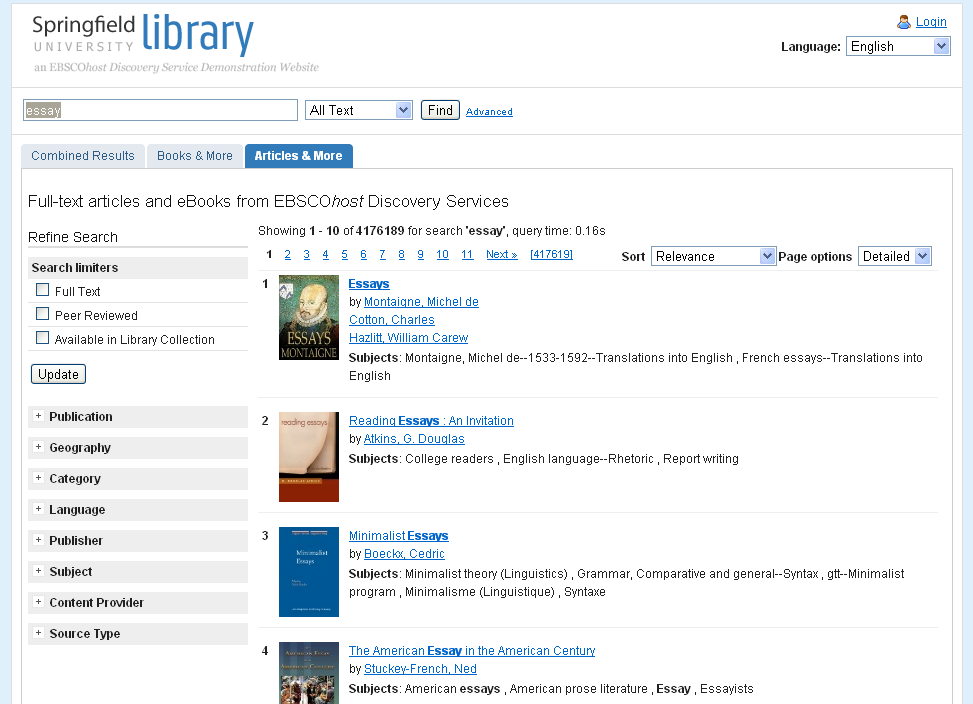 Springfield
UNIVERSITY
library
an EBSCOhost Discovery Service Demonstration Website
Login
Language: English
essay All Text Find Advanced
Combined Results Books & More Articles & More
Full-text articles and eBooks from EBSCOhost Discovery Services
Showing 1 - 10 of 4176189 for search 'essay', query time: 0.16s
1 2 3 4 5 6 7 8 9 10 11 Next » [417619]
Sort Relevance Page options Detailed
Refine Search
Search limiters
Full Text
Peer Reviewed
Available in Library Collection
Update
+ Publication
+ Geography
+ Category
+ Language
+ Publisher
+ Subject
+ Content Provider
+ Source Type
1
ESSAYS
MONTAIGNE
Essays
by Montaigne, Michel de
Cotton, Charles
Hazlitt, William Carew
Subjects: Montaigne, Michel de--1533-1592--Translations into English , French essays--Translations into
English
2
reading essays
Reading Essays : An Invitation
by Atkins, G. Douglas
Subjects: College readers , English language--Rhetoric , Report writing
3
Minimalist
Essays
Minimalist Essays
by Boeckx, Cedric
Subjects: Minimalist theory (Linguistics) , Grammar, Comparative and general--Syntax , gtt--Minimalist
program , Minimalisme (Linguistique) , Syntaxe
4
AMERICAN ESSAY
AMERICAN CENTURY
The American Essay in the American Century
by Stuckey-French, Ned
Subjects: American essays , American prose literature , Essay , Essayists